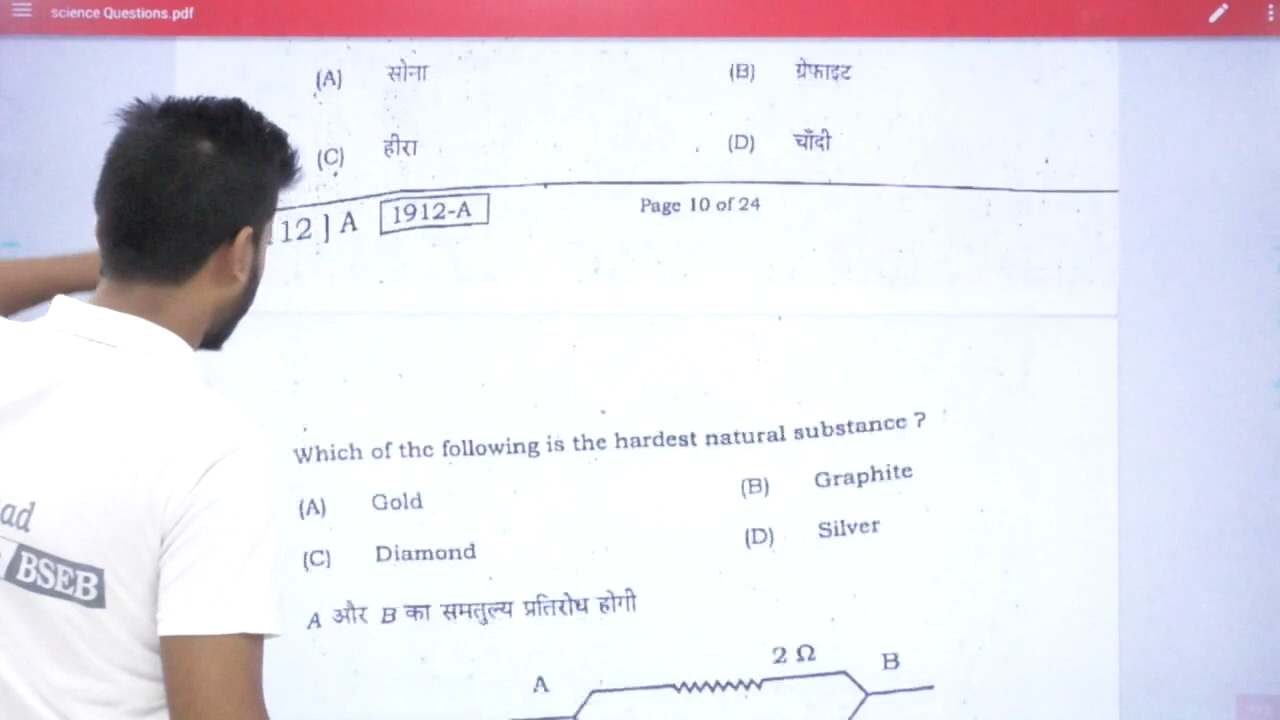 science Questions.pdf
(A) सोना (B) ग्रेफाइट
(C) हीरा (D) चाँदी
12 ] A 1912-A Page 10 of 24
Which of the following is the hardest natural substance ?
(A) Gold (B) Graphite
(C) Diamond (D) Silver
A और B का समतुल्य प्रतिरोध होगी
2 Ω
A B
ad
BSEB